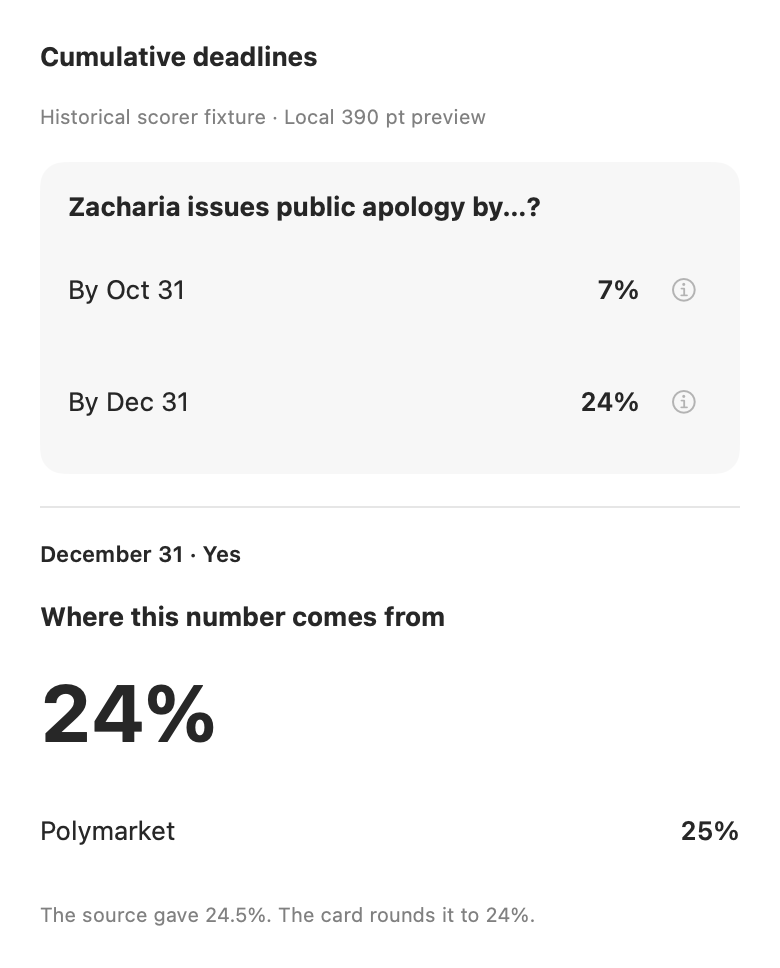 Cumulative deadlines
Historical scorer fixture · Local 390 pt preview
Zacharia issues public apology by...?
By Oct 31 7%
By Dec 31 24%
December 31 · Yes
Where this number comes from
24%
Polymarket 25%
The source gave 24.5%. The card rounds it to 24%.